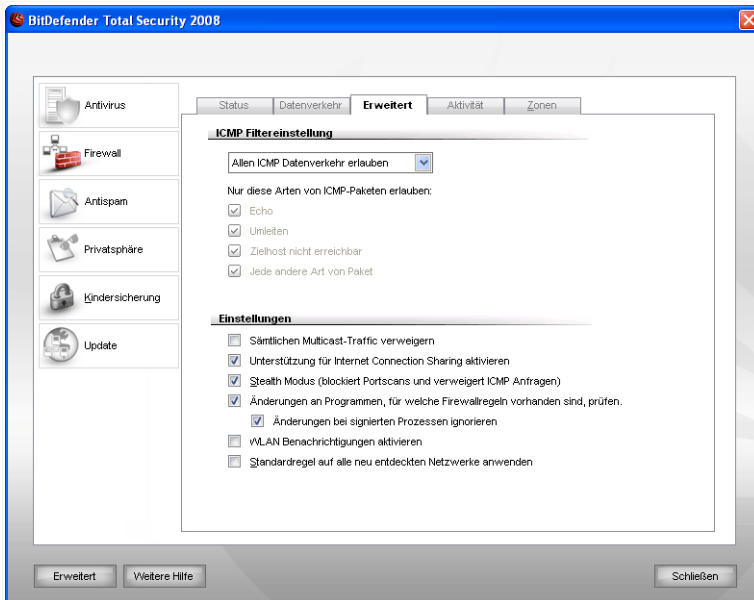 BitDefender Total Security 2008
Antivirus
Firewall
Antispam
Privatsphäre
Kindersicherung
Update
Status
Datenverkehr
Erweitert
Aktivität
Zonen
ICMP Filtereinstellung
Allen ICMP Datenverkehr erlauben
Nur diese Arten von ICMP-Paketen erlauben:
Echo
Umleiten
Zielhost nicht erreichbar
Jede andere Art von Paket
Einstellungen
Sämtlichen Multicast-Traffic verweigern
Unterstützung für Internet Connection Sharing aktivieren
Stealth Modus (blockiert Portscans und verweigert ICMP Anfragen)
Änderungen an Programmen, für welche Firewallregeln vorhanden sind, prüfen.
Änderungen bei signierten Prozessen ignorieren
WLAN Benachrichtigungen aktivieren
Standardregel auf alle neu entdeckten Netzwerke anwenden
Erweitert
Weitere Hilfe
Schließen